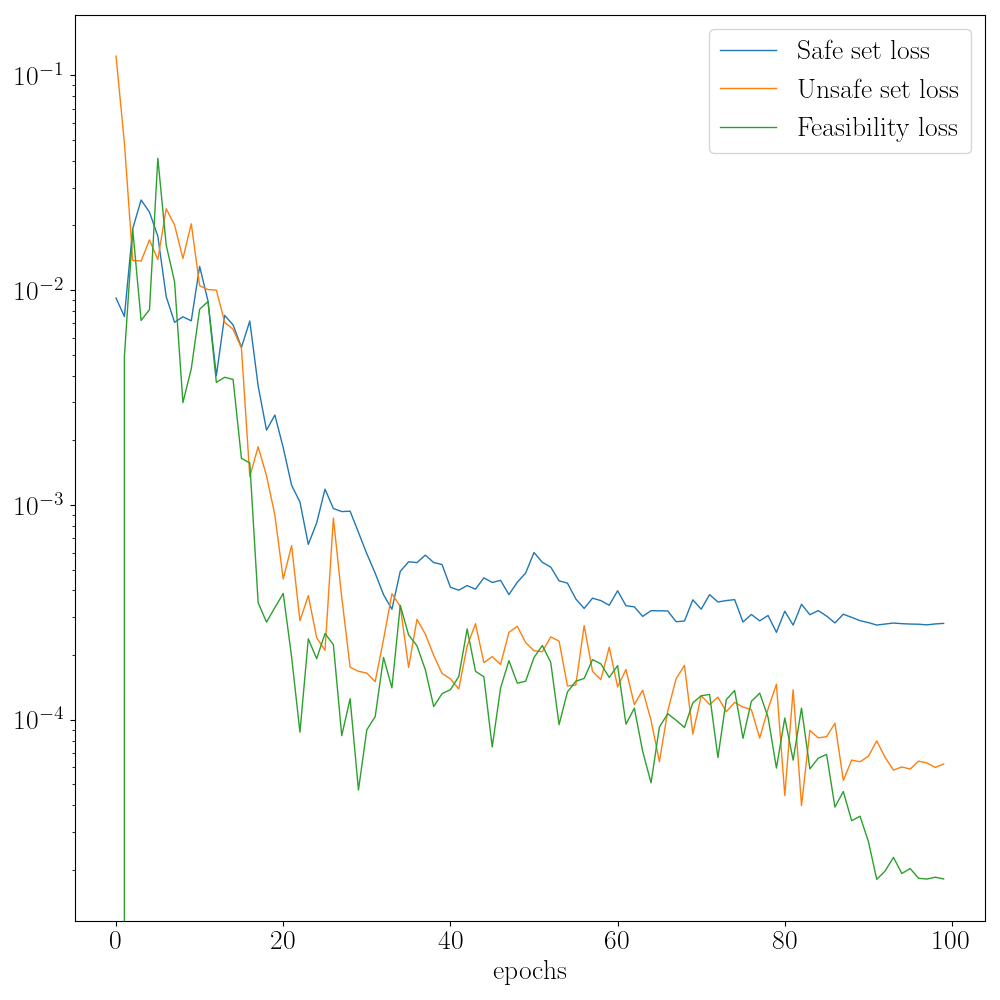 Safe set loss
Unsafe set loss
Feasibility loss
10⁻¹
10⁻²
10⁻³
10⁻⁴
0 20 40 60 80 100
epochs